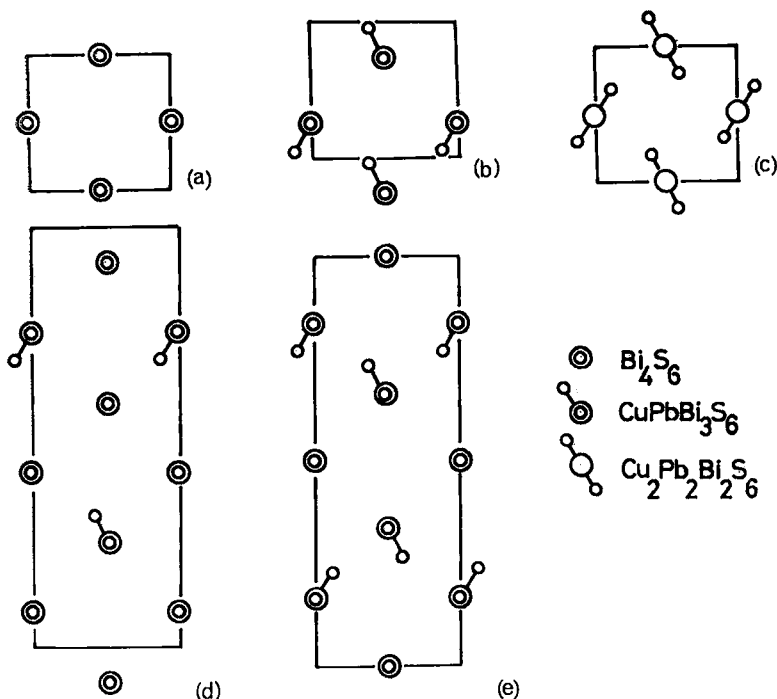 (a)
(b)
(c)
(d)
(e)
Bi₄S₆
CuPbBi₃S₆
Cu₂Pb₂Bi₂S₆